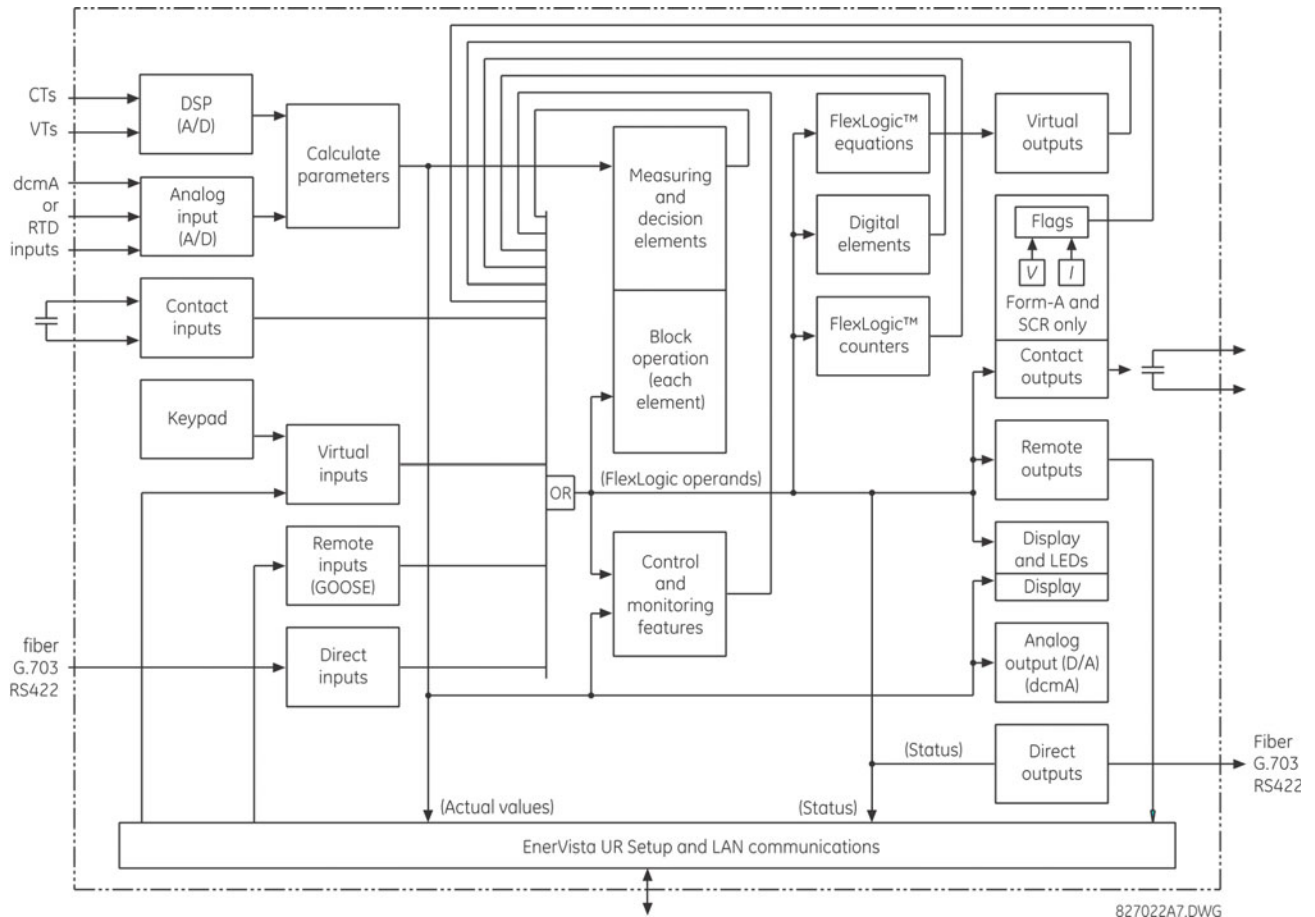 CTs
VTs
DSP
(A/D)
dcmA
or
RTD
inputs
Analog
input
(A/D)
Calculate
parameters
Contact
inputs
Keypad
Virtual
inputs
Remote
inputs
(GOOSE)
fiber
G.703
RS422
Direct
inputs
Measuring
and
decision
elements
Block
operation
(each
element)
OR
(FlexLogic operands)
Control
and
monitoring
features
FlexLogic™
equations
Digital
elements
FlexLogic™
counters
Virtual
outputs
Flags
V
I
Form-A and
SCR only
Contact
outputs
Remote
outputs
Display
and LEDs
Display
Analog
output (D/A)
(dcmA)
(Status)
Direct
outputs
Fiber
G.703
RS422
(Actual values)
(Status)
EnerVista UR Setup and LAN communications
827022A7.DWG